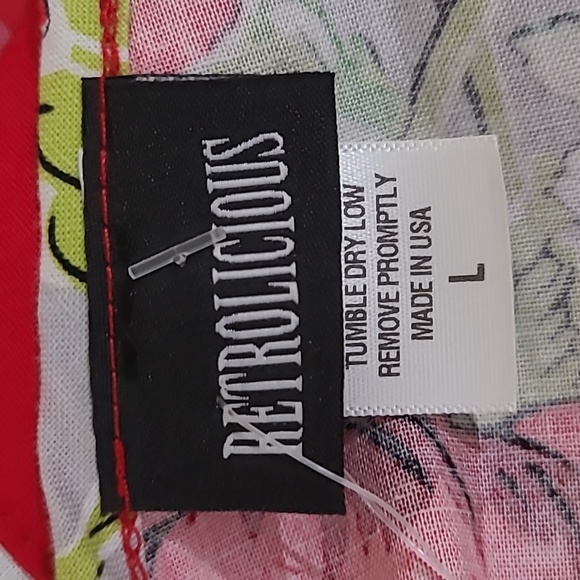 RETROLICIOUS
TUMBLE DRY LOW
REMOVE PROMPTLY
MADE IN USA
L